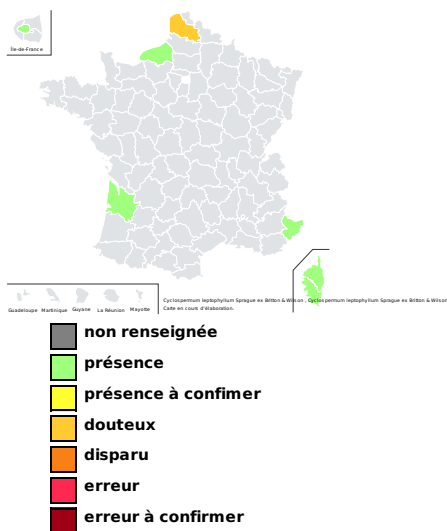 Île-de-France
Guadeloupe Martinique Guyane La Réunion Mayotte
Cyclospermum leptophyllum Sprague ex Britton & Wilson , Cyclospermum leptophyllum Sprague ex Britton & Wilson
Carte en cours d'élaboration.
non renseignée
présence
présence à confimer
douteux
disparu
erreur
erreur à confirmer